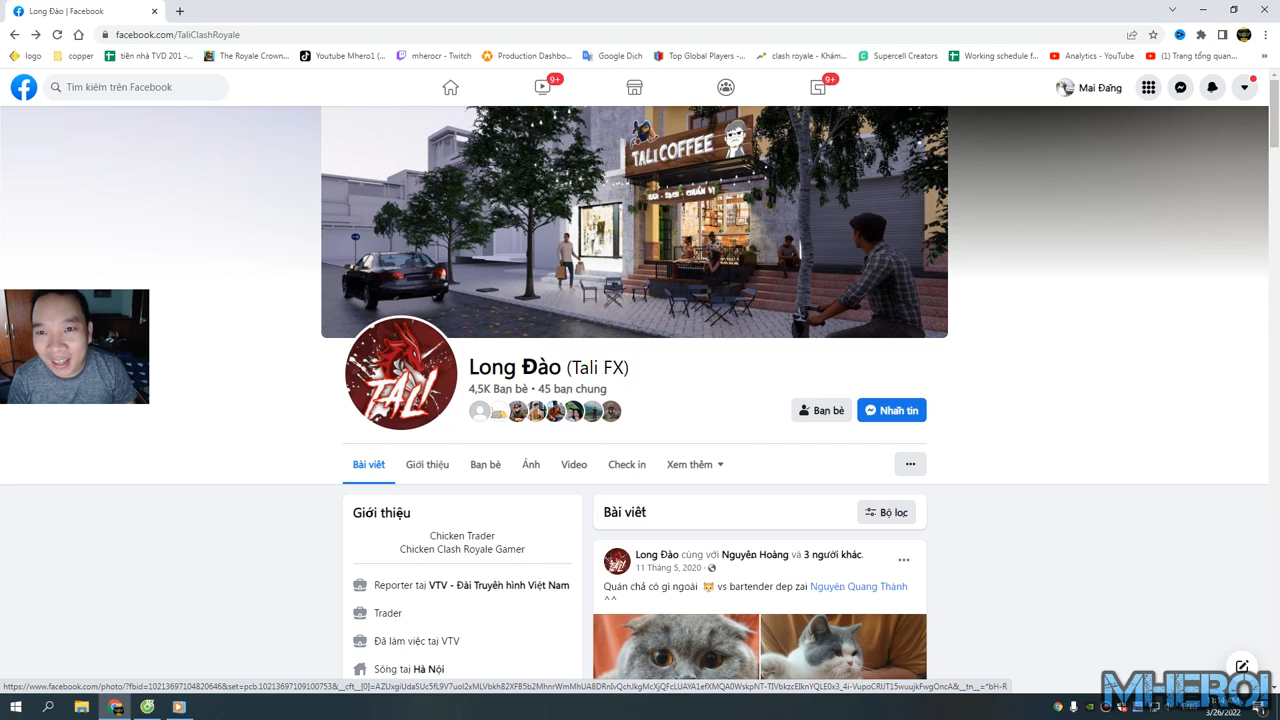 Long Đào | Facebook
facebook.com/TaliClashRoyale
logo
copper
tiền nhà TVD 201 -...
The Royale Crown...
Youtube Mhero1 (...
mherocr - Twitch
Production Dashbo...
Google Dịch
Top Global Players -...
clash royale - Khám...
Supercell Creators
Working schedule f...
Analytics - YouTube
(1) Trang tổng quan...
Tìm kiếm trên Facebook
9+
9+
Mai Đang
TALI COFFEE
TALI
Long Đào (Tali FX)
4,5K Bạn bè • 45 bạn chung
Bạn bè
Nhắn tin
Bài viết
Giới thiệu
Bạn bè
Ảnh
Video
Check in
Xem thêm
Giới thiệu
Chicken Trader
Chicken Clash Royale Gamer
Reporter tại VTV - Đài Truyền hình Việt Nam
Trader
Đã làm việc tại VTV
Sống tại Hà Nội
Bài viết
Bộ lọc
Long Đào cùng với Nguyễn Hoàng và 3 người khác.
11 Tháng 5, 2020
Quán chả có gì ngoài 🐱 vs bartender đẹp zai Nguyễn Quang Thành
^^
MHERO!
3/26/2022